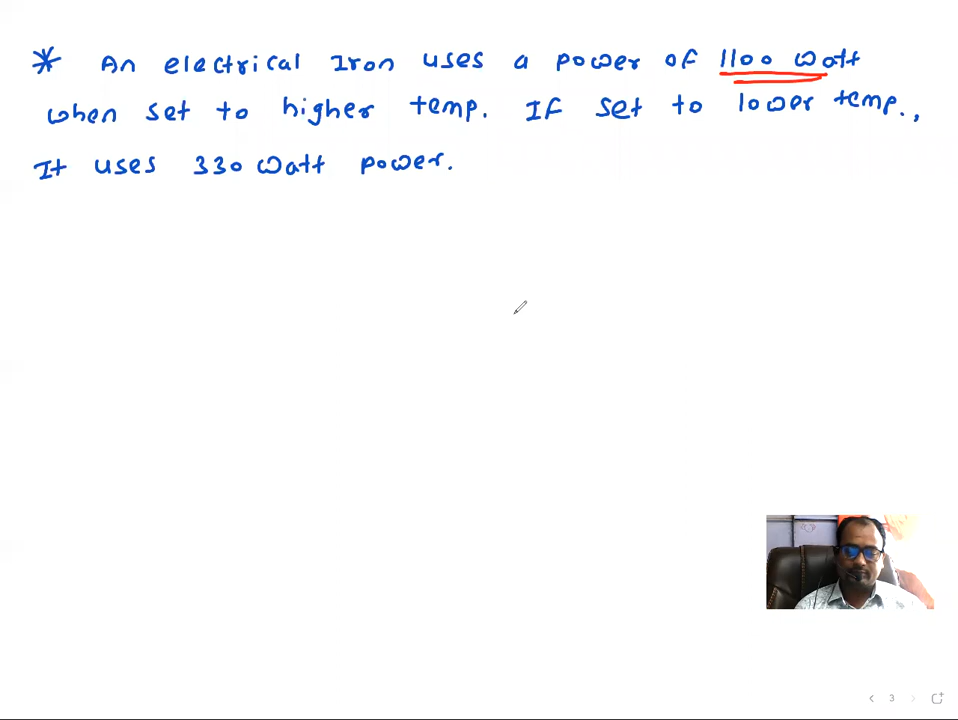 * An electrical Iron uses a power of 1100 watt
when set to higher temp. If set to lower temp.,
It uses 330 watt power.
3